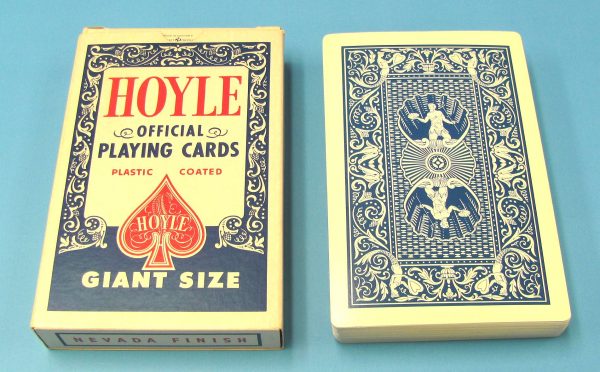 HOYLE
OFFICIAL
PLAYING CARDS
PLASTIC COATED
HOYLE
GIANT SIZE
NEVADA FINISH